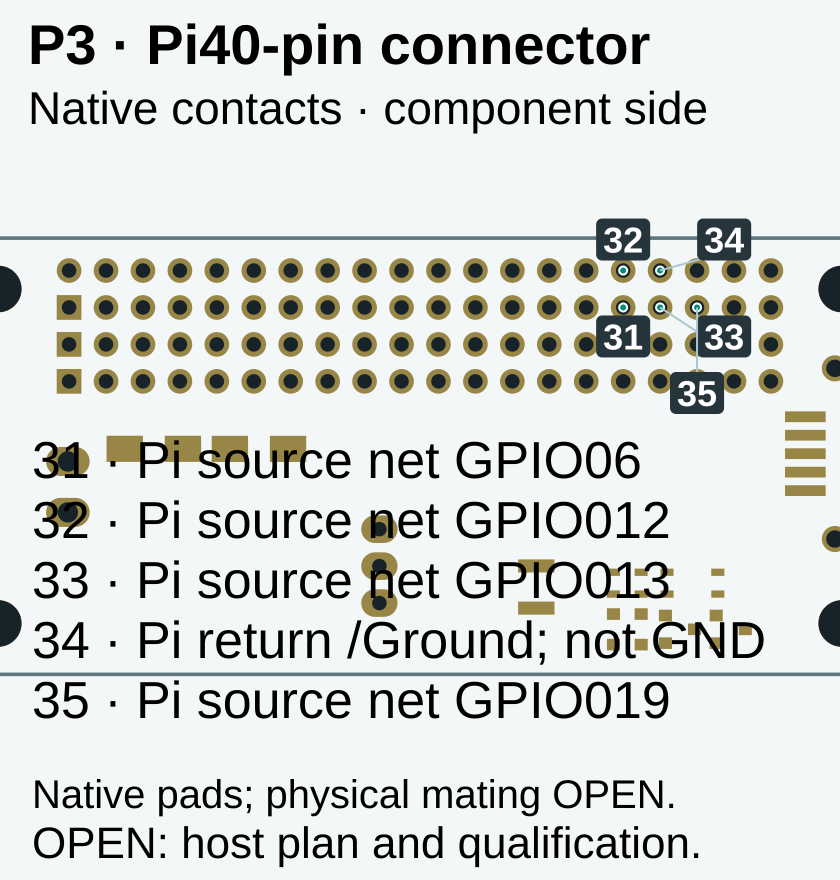 P3 · Pi40-pin connector
Native contacts · component side
32 34
31 33
35
31 · Pi source net GPIO06
32 · Pi source net GPIO012
33 · Pi source net GPIO013
34 · Pi return /Ground; not GND
35 · Pi source net GPIO019
Native pads; physical mating OPEN.
OPEN: host plan and qualification.